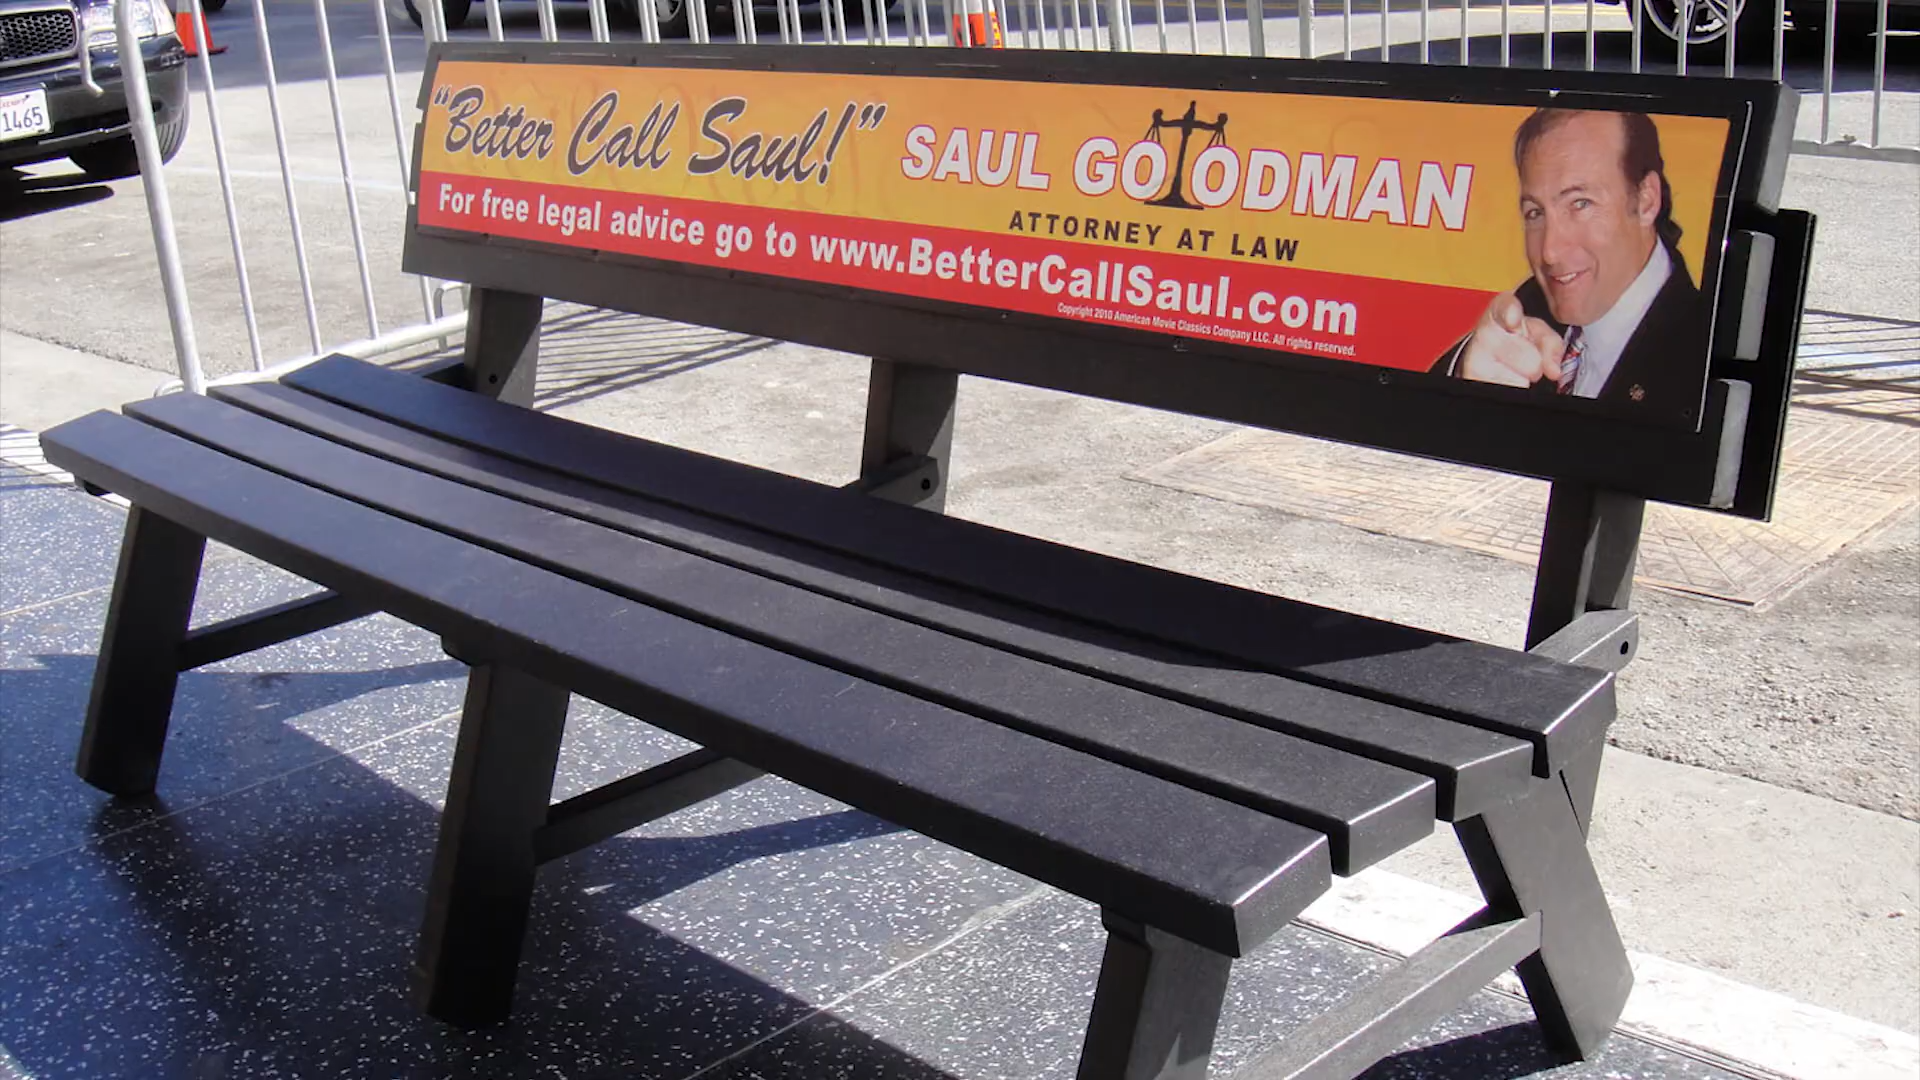 "Better Call Saul!"
SAUL GOODMAN
ATTORNEY AT LAW
For free legal advice go to www.BetterCallSaul.com
Copyright 2010 American Movie Classics Company LLC. All rights reserved.
1465